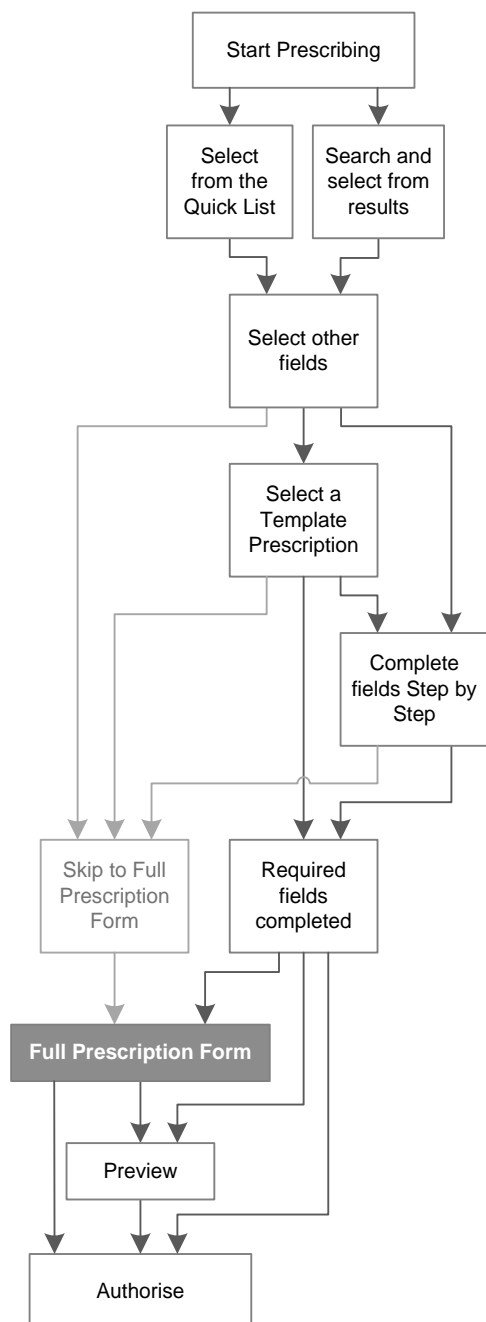 Start Prescribing
Select
from the
Quick List
Search and
select from
results
Select other
fields
Select a
Template
Prescription
Complete
fields Step by
Step
Skip to Full
Prescription
Form
Required
fields
completed
Full Prescription Form
Preview
Authorise